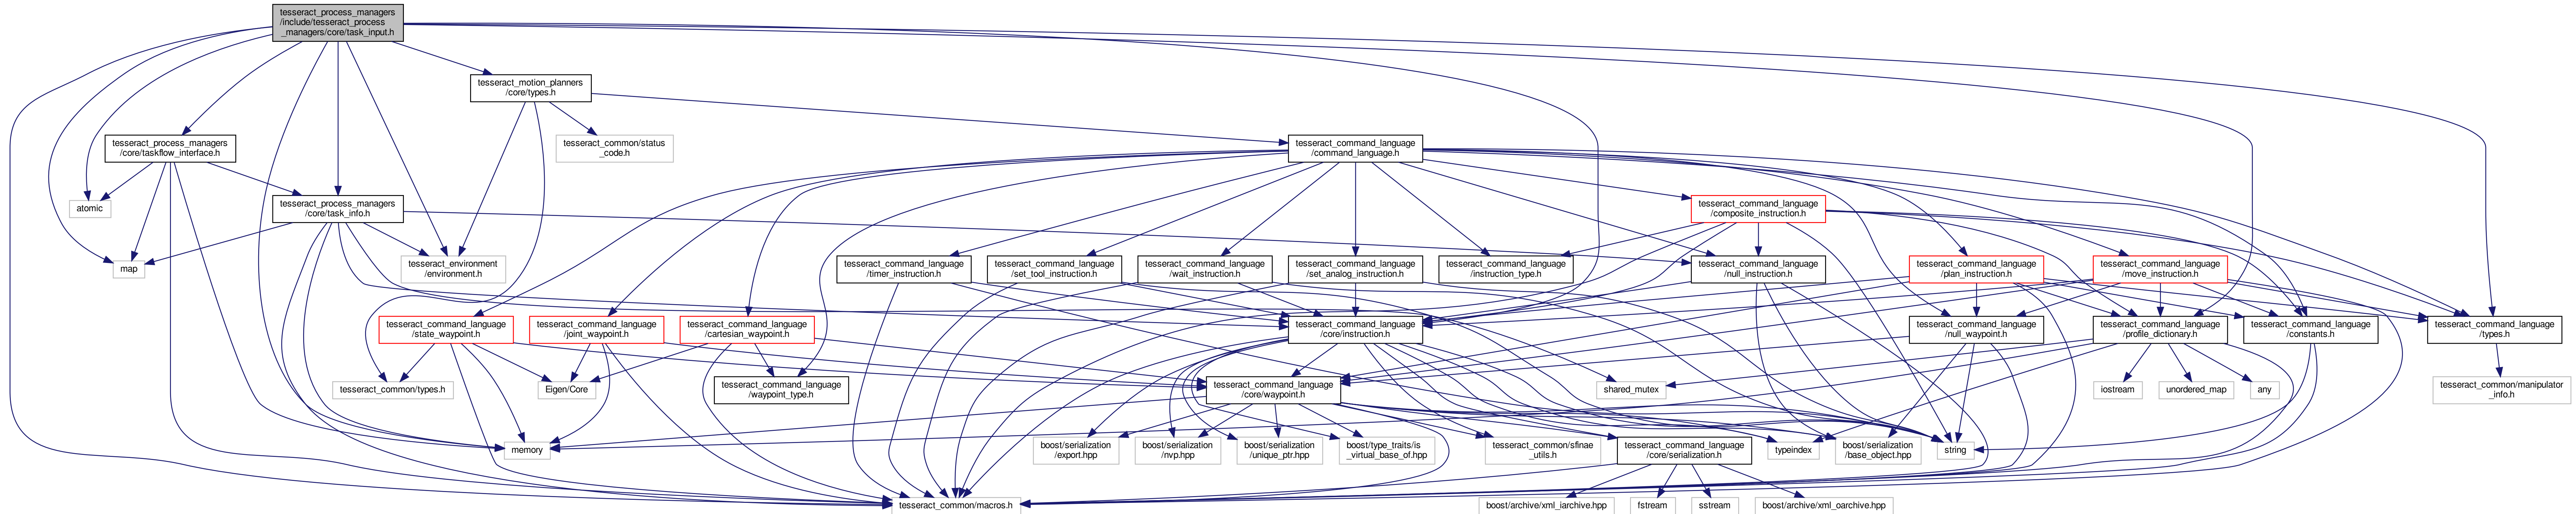 tesseract_process_managers
/include/tesseract_process
_managers/core/task_input.h
tesseract_motion_planners
/core/types.h
tesseract_process_managers
/core/taskflow_interface.h
tesseract_common/status
_code.h
tesseract_command_language
/command_language.h
atomic
tesseract_process_managers
/core/task_info.h
tesseract_command_language
/composite_instruction.h
map
tesseract_environment
/environment.h
tesseract_command_language
/timer_instruction.h
tesseract_command_language
/set_tool_instruction.h
tesseract_command_language
/wait_instruction.h
tesseract_command_language
/set_analog_instruction.h
tesseract_command_language
/instruction_type.h
tesseract_command_language
/null_instruction.h
tesseract_command_language
/plan_instruction.h
tesseract_command_language
/move_instruction.h
tesseract_command_language
/state_waypoint.h
tesseract_command_language
/joint_waypoint.h
tesseract_command_language
/cartesian_waypoint.h
tesseract_command_language
/core/instruction.h
tesseract_command_language
/null_waypoint.h
tesseract_command_language
/profile_dictionary.h
tesseract_command_language
/constants.h
tesseract_command_language
/types.h
tesseract_common/types.h
Eigen/Core
tesseract_command_language
/waypoint_type.h
tesseract_command_language
/core/waypoint.h
shared_mutex
iostream
unordered_map
any
tesseract_common/manipulator
_info.h
memory
boost/serialization
/export.hpp
boost/serialization
/nvp.hpp
boost/serialization
/unique_ptr.hpp
boost/type_traits/is
_virtual_base_of.hpp
tesseract_common/sfinae
_utils.h
tesseract_command_language
/core/serialization.h
typeindex
boost/serialization
/base_object.hpp
string
tesseract_common/macros.h
boost/archive/xml_iarchive.hpp
fstream
sstream
boost/archive/xml_oarchive.hpp